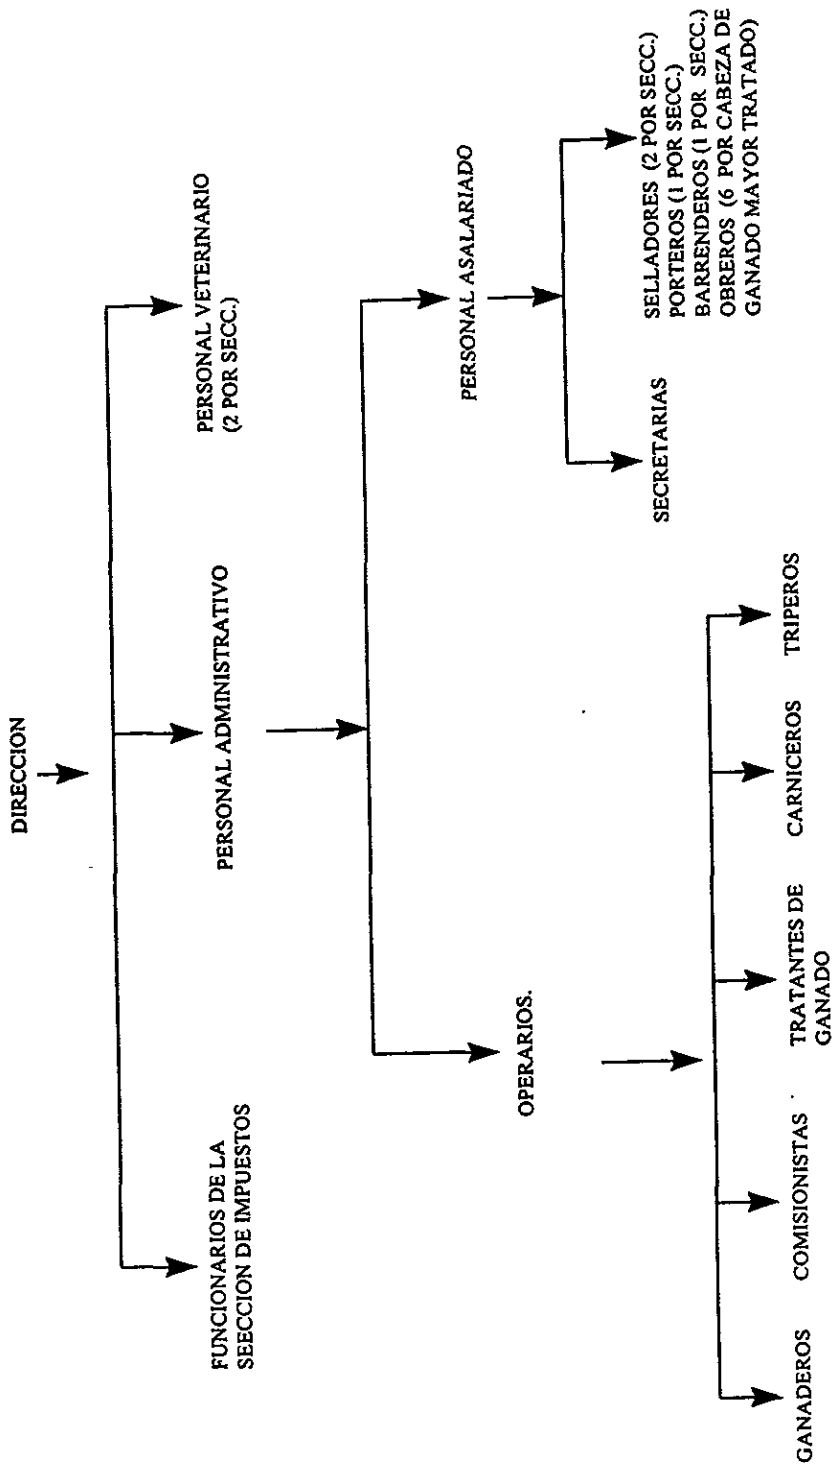 DIRECCION
FUNCIONARIOS DE LA
SEECCION DE IMPUESTOS
PERSONAL ADMINISTRATIVO
PERSONAL VETERINARIO
(2 POR SECC.)
OPERARIOS.
PERSONAL ASALARIADO
GANADEROS
COMISIONISTAS
TRATANTES DE
GANADO
CARNICEROS
TRIPEROS
SECRETARIAS
SELLADORES (2 POR SECC.)
PORTEROS (1 POR SECC.)
BARRENDEROS (1 POR SECC.)
OBREROS (6 POR CABEZA DE
GANADO MAYOR TRATADO)